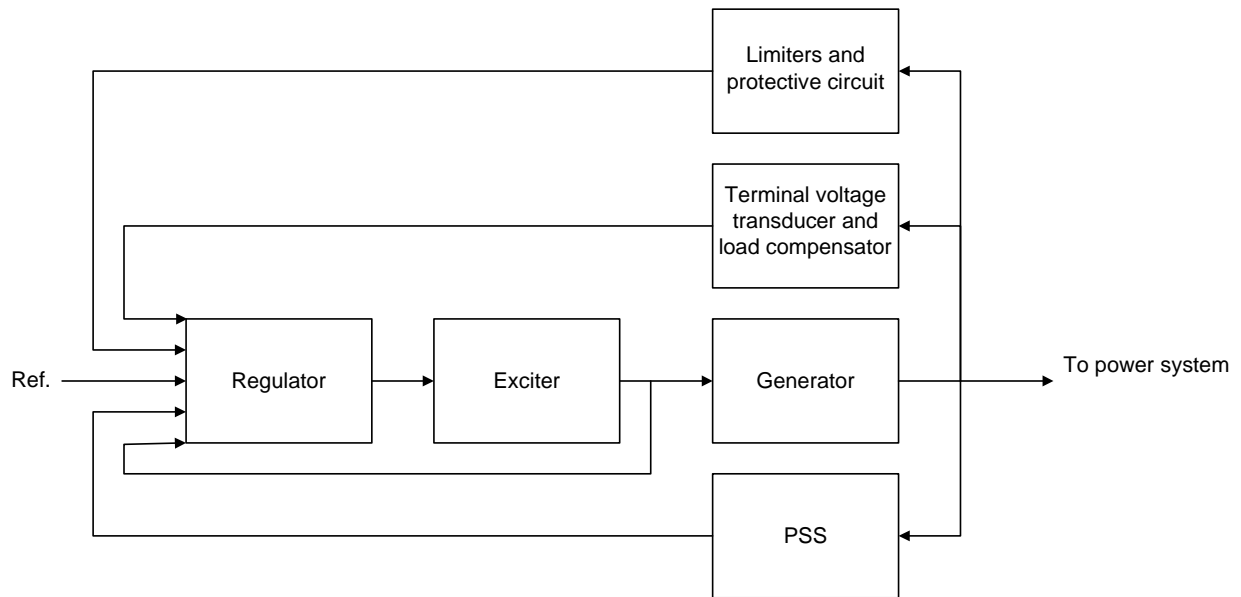 Limiters and
protective circuit
Terminal voltage
transducer and
load compensator
Ref.
Regulator
Exciter
Generator
To power system
PSS